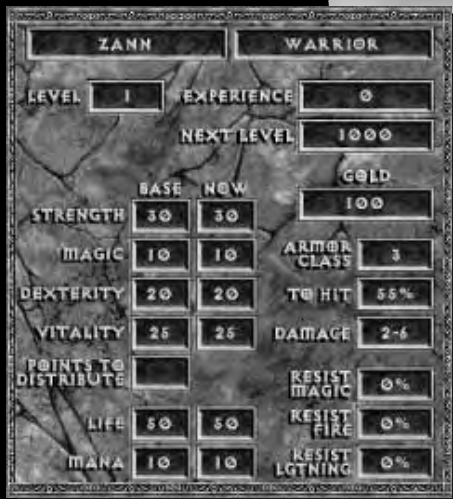 ZANN WARRIOR
LEVEL 1 EXPERIENCE 0
NEXT LEVEL 1000
GOLD
100
BASE NOW
STRENGTH 30 30
MAGIC 10 10
DEXTERITY 20 20
VITALITY 25 25
POINTS TO
DISTRIBUTE
LIFE 50 50
MANA 10 10
ARMOR
CLASS 3
TO HIT 55%
DAMAGE 2-6
RESIST
MAGIC 0%
RESIST
FIRE 0%
RESIST
LGTNING 0%